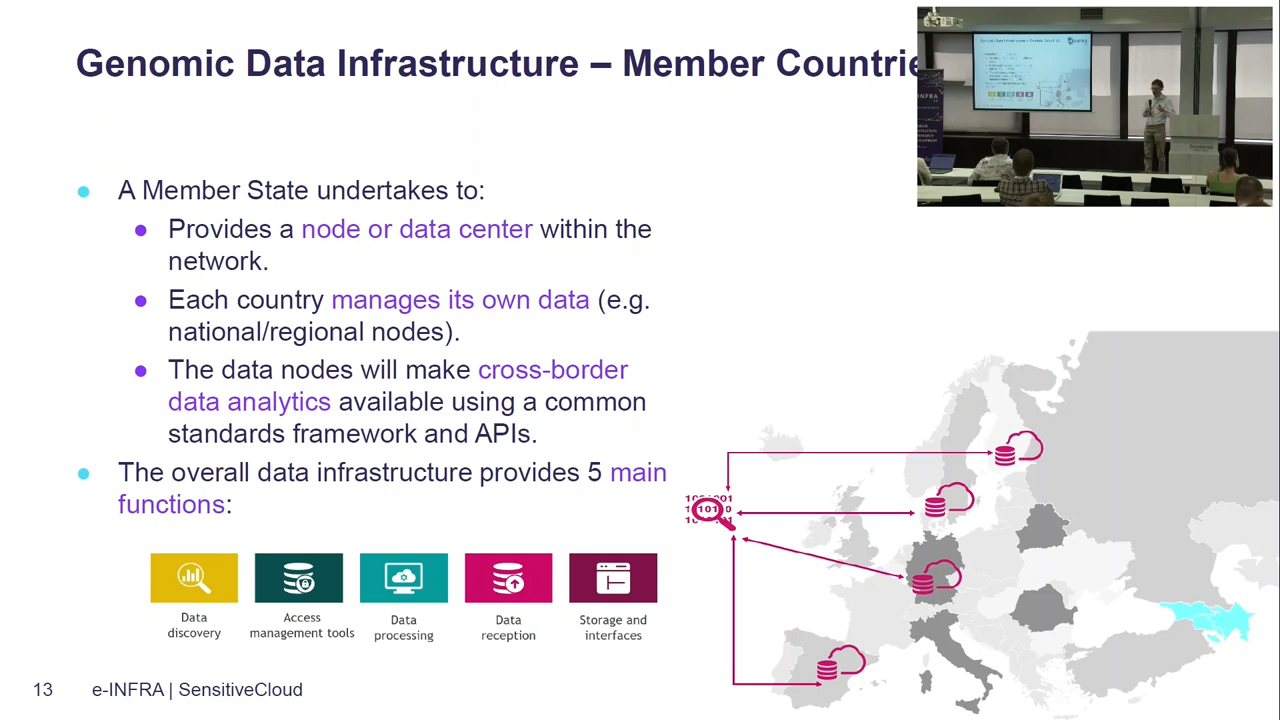 Genomic Data Infrastructure – Member Countrie
A Member State undertakes to:
Provides a node or data center within the
network.
Each country manages its own data (e.g.
national/regional nodes).
The data nodes will make cross-border
data analytics available using a common
standards framework and APIs.
The overall data infrastructure provides 5 main
functions:
Data
discovery
Access
management tools
Data
processing
Data
reception
Storage and
interfaces
13 e-INFRA | SensitiveCloud